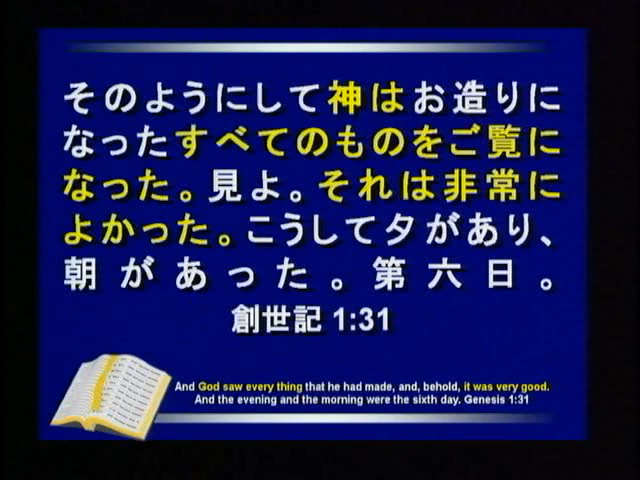 そのようにして神はお造りに
なったすべてのものをご覧に
なった。見よ。それは非常に
よかった。こうして夕があり、
朝があった。第六日。
創世記 1:31
And God saw every thing that he had made, and, behold, it was very good.
And the evening and the morning were the sixth day. Genesis 1:31